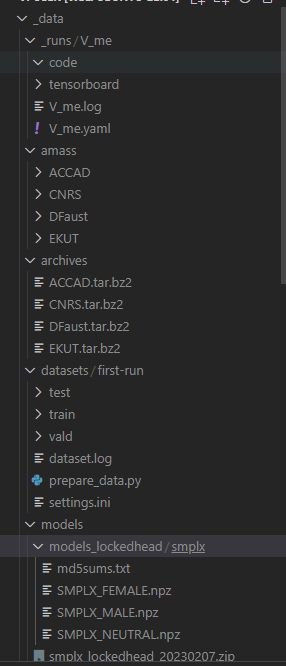 _data
_runs / V_me
code
tensorboard
V_me.log
! V_me.yaml
amass
ACCAD
CNRS
DFaust
EKUT
archives
ACCAD.tar.bz2
CNRS.tar.bz2
DFaust.tar.bz2
EKUT.tar.bz2
datasets / first-run
test
train
vald
dataset.log
prepare_data.py
settings.ini
models
models_lockedhead / smplx
md5sums.txt
SMPLX_FEMALE.npz
SMPLX_MALE.npz
SMPLX_NEUTRAL.npz
smplx_lockedhead_20230207.zip